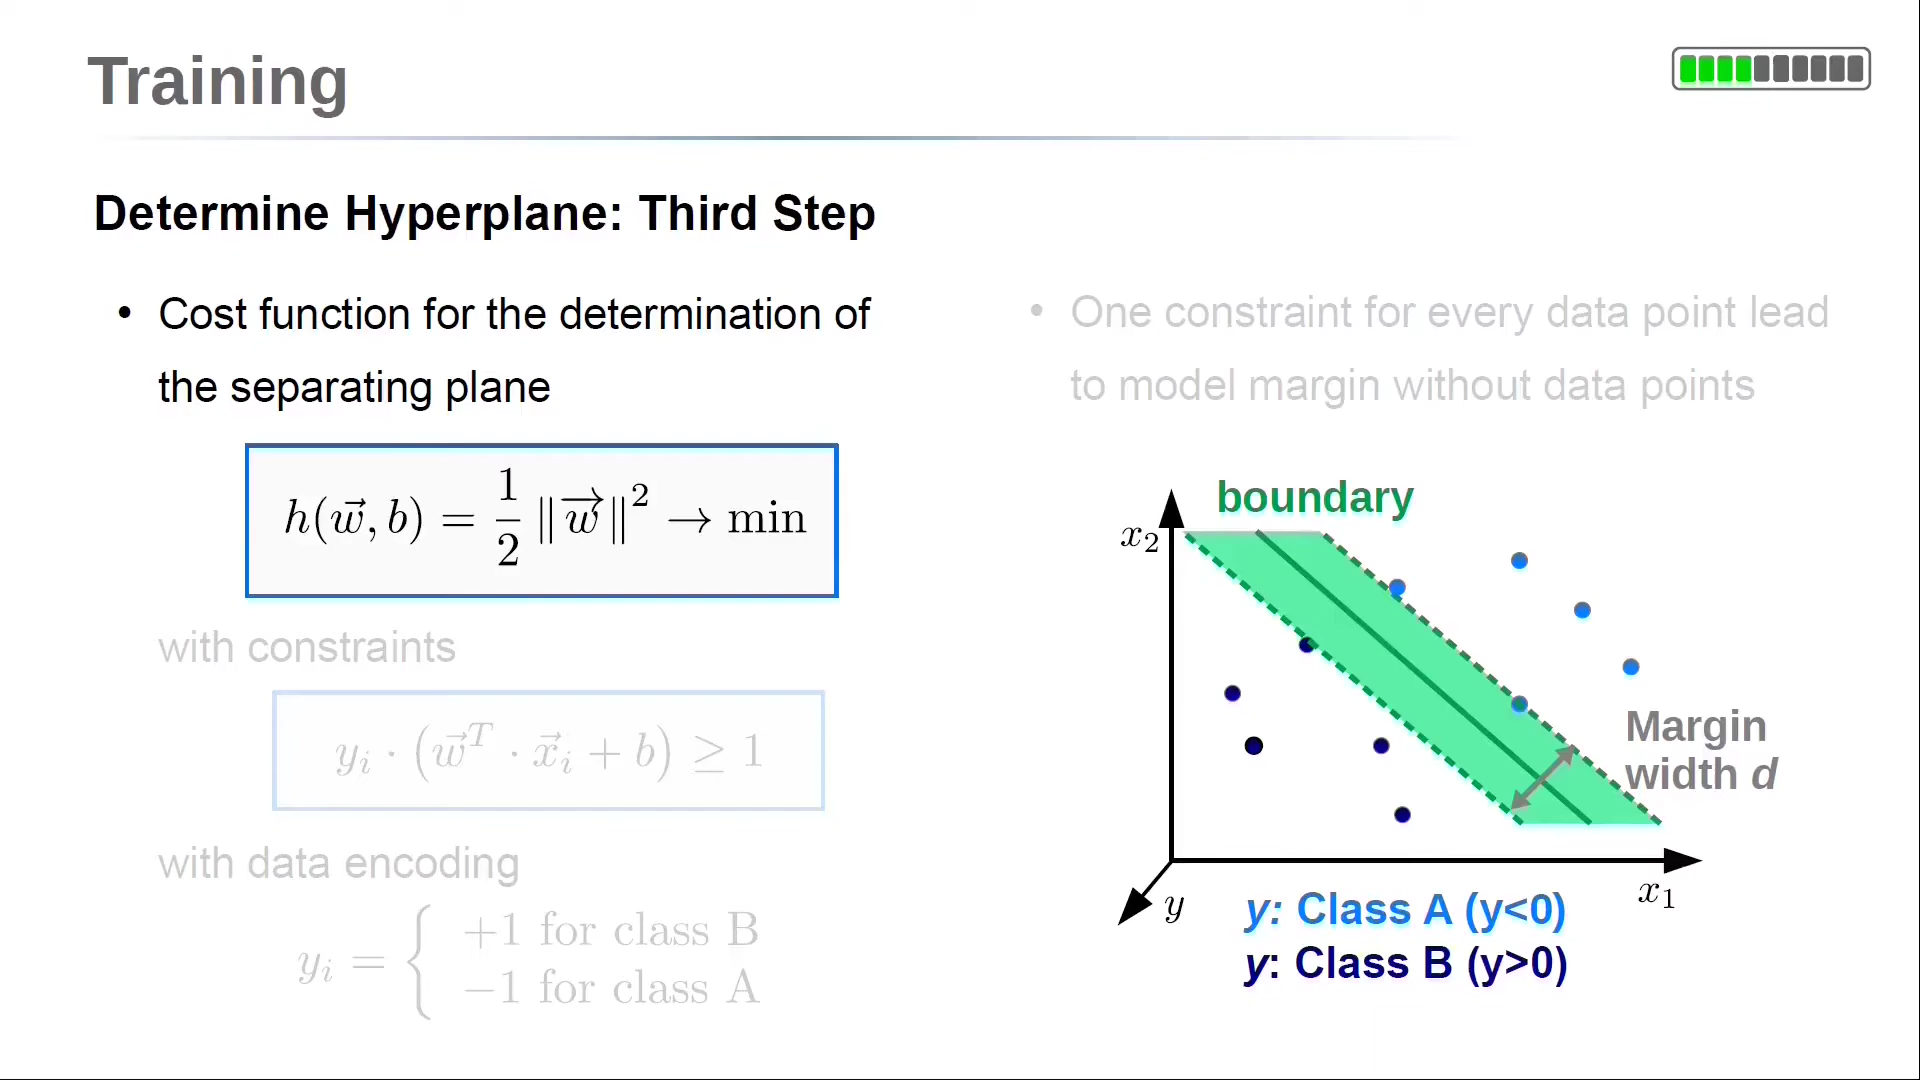 Training
Determine Hyperplane: Third Step
• Cost function for the determination of
the separating plane
h(w⃗, b) = 1/2 ‖w⃗‖² → min
with constraints
yᵢ · (w⃗ᵀ · x⃗ᵢ + b) ≥ 1
with data encoding
yᵢ = { +1 for class B
−1 for class A
• One constraint for every data point lead
to model margin without data points
boundary
x₂
Margin
width d
x₁
y
y: Class A (y<0)
y: Class B (y>0)